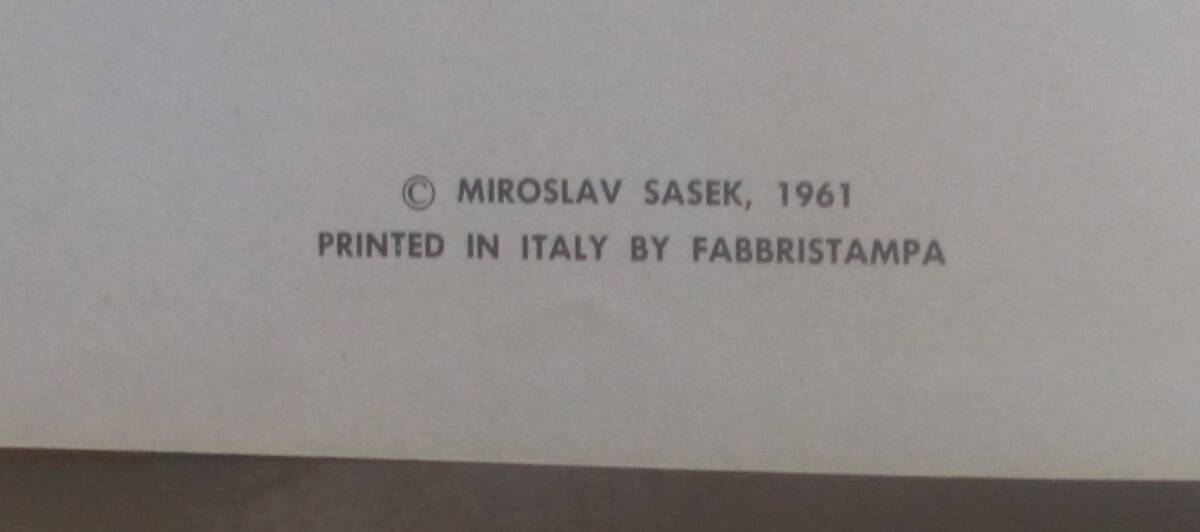 © MIROSLAV SASEK, 1961
PRINTED IN ITALY BY FABBRISTAMPA